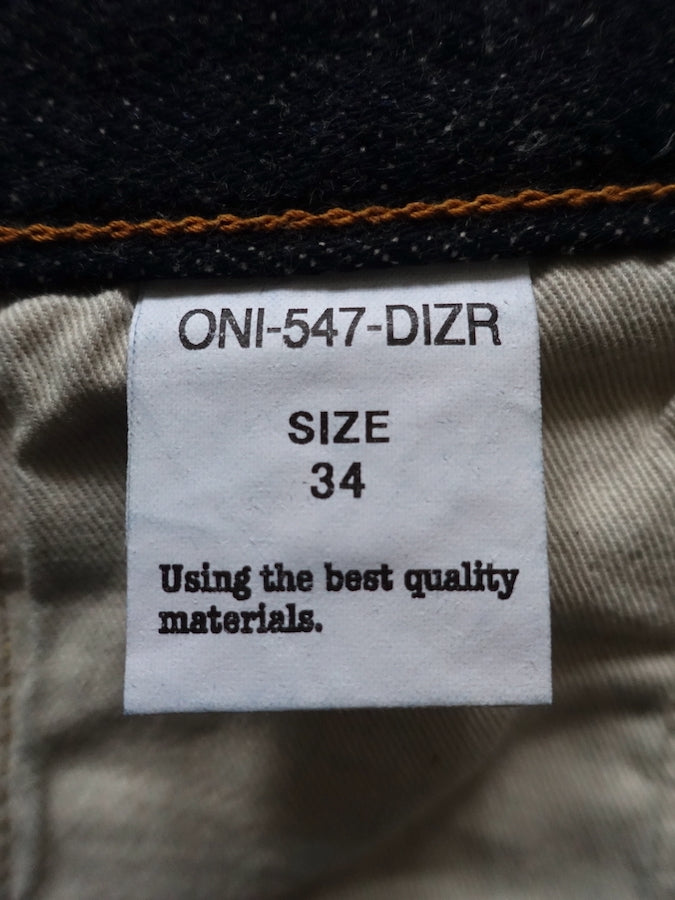 ONI-547-DIZR
SIZE
34
Using the best quality
materials.